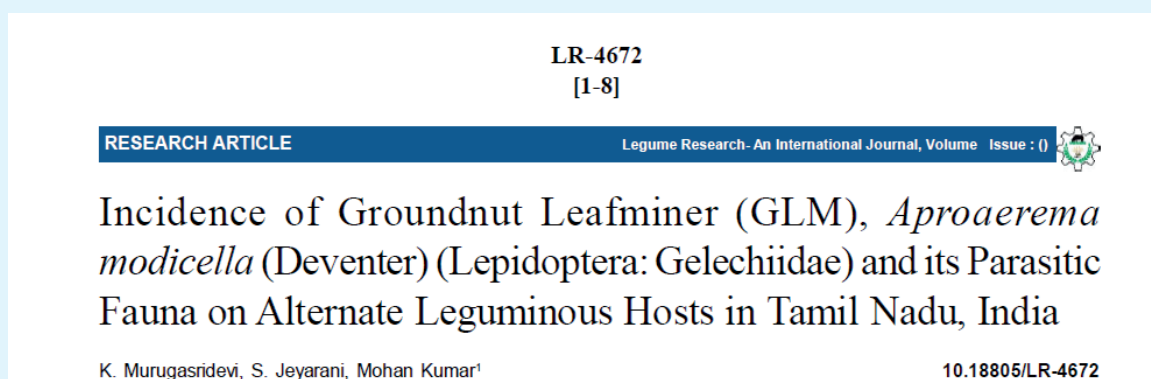 LR-4672
[1-8]
RESEARCH ARTICLE
Legume Research- An International Journal, Volume Issue : ()
Incidence of Groundnut Leafminer (GLM), Aproaerema
modicella (Deventer) (Lepidoptera: Gelechiidae) and its Parasitic
Fauna on Alternate Leguminous Hosts in Tamil Nadu, India
K. Murugasridevi, S. Jeyarani, Mohan Kumar¹
10.18805/LR-4672